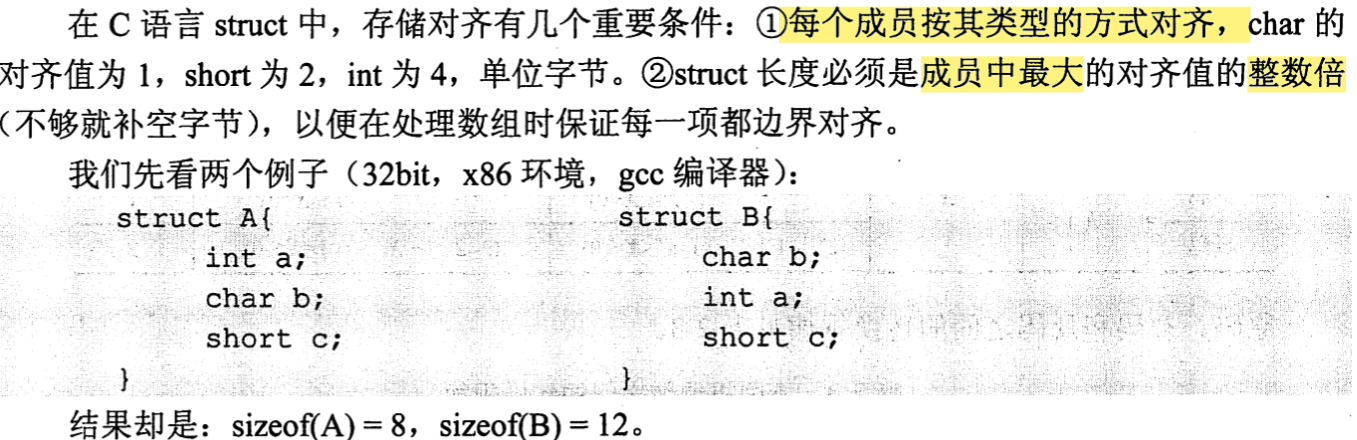 在 C 语言 struct 中，存储对齐有几个重要条件：①每个成员按其类型的方式对齐，char 的
对齐值为 1，short 为 2，int 为 4，单位字节。②struct 长度必须是成员中最大的对齐值的整数倍
（不够就补空字节），以便在处理数组时保证每一项都边界对齐。
我们先看两个例子（32bit，x86 环境，gcc 编译器）：
struct A{ struct B{
int a; char b;
char b; int a;
short c; short c;
} }
结果却是：sizeof(A) = 8，sizeof(B) = 12。